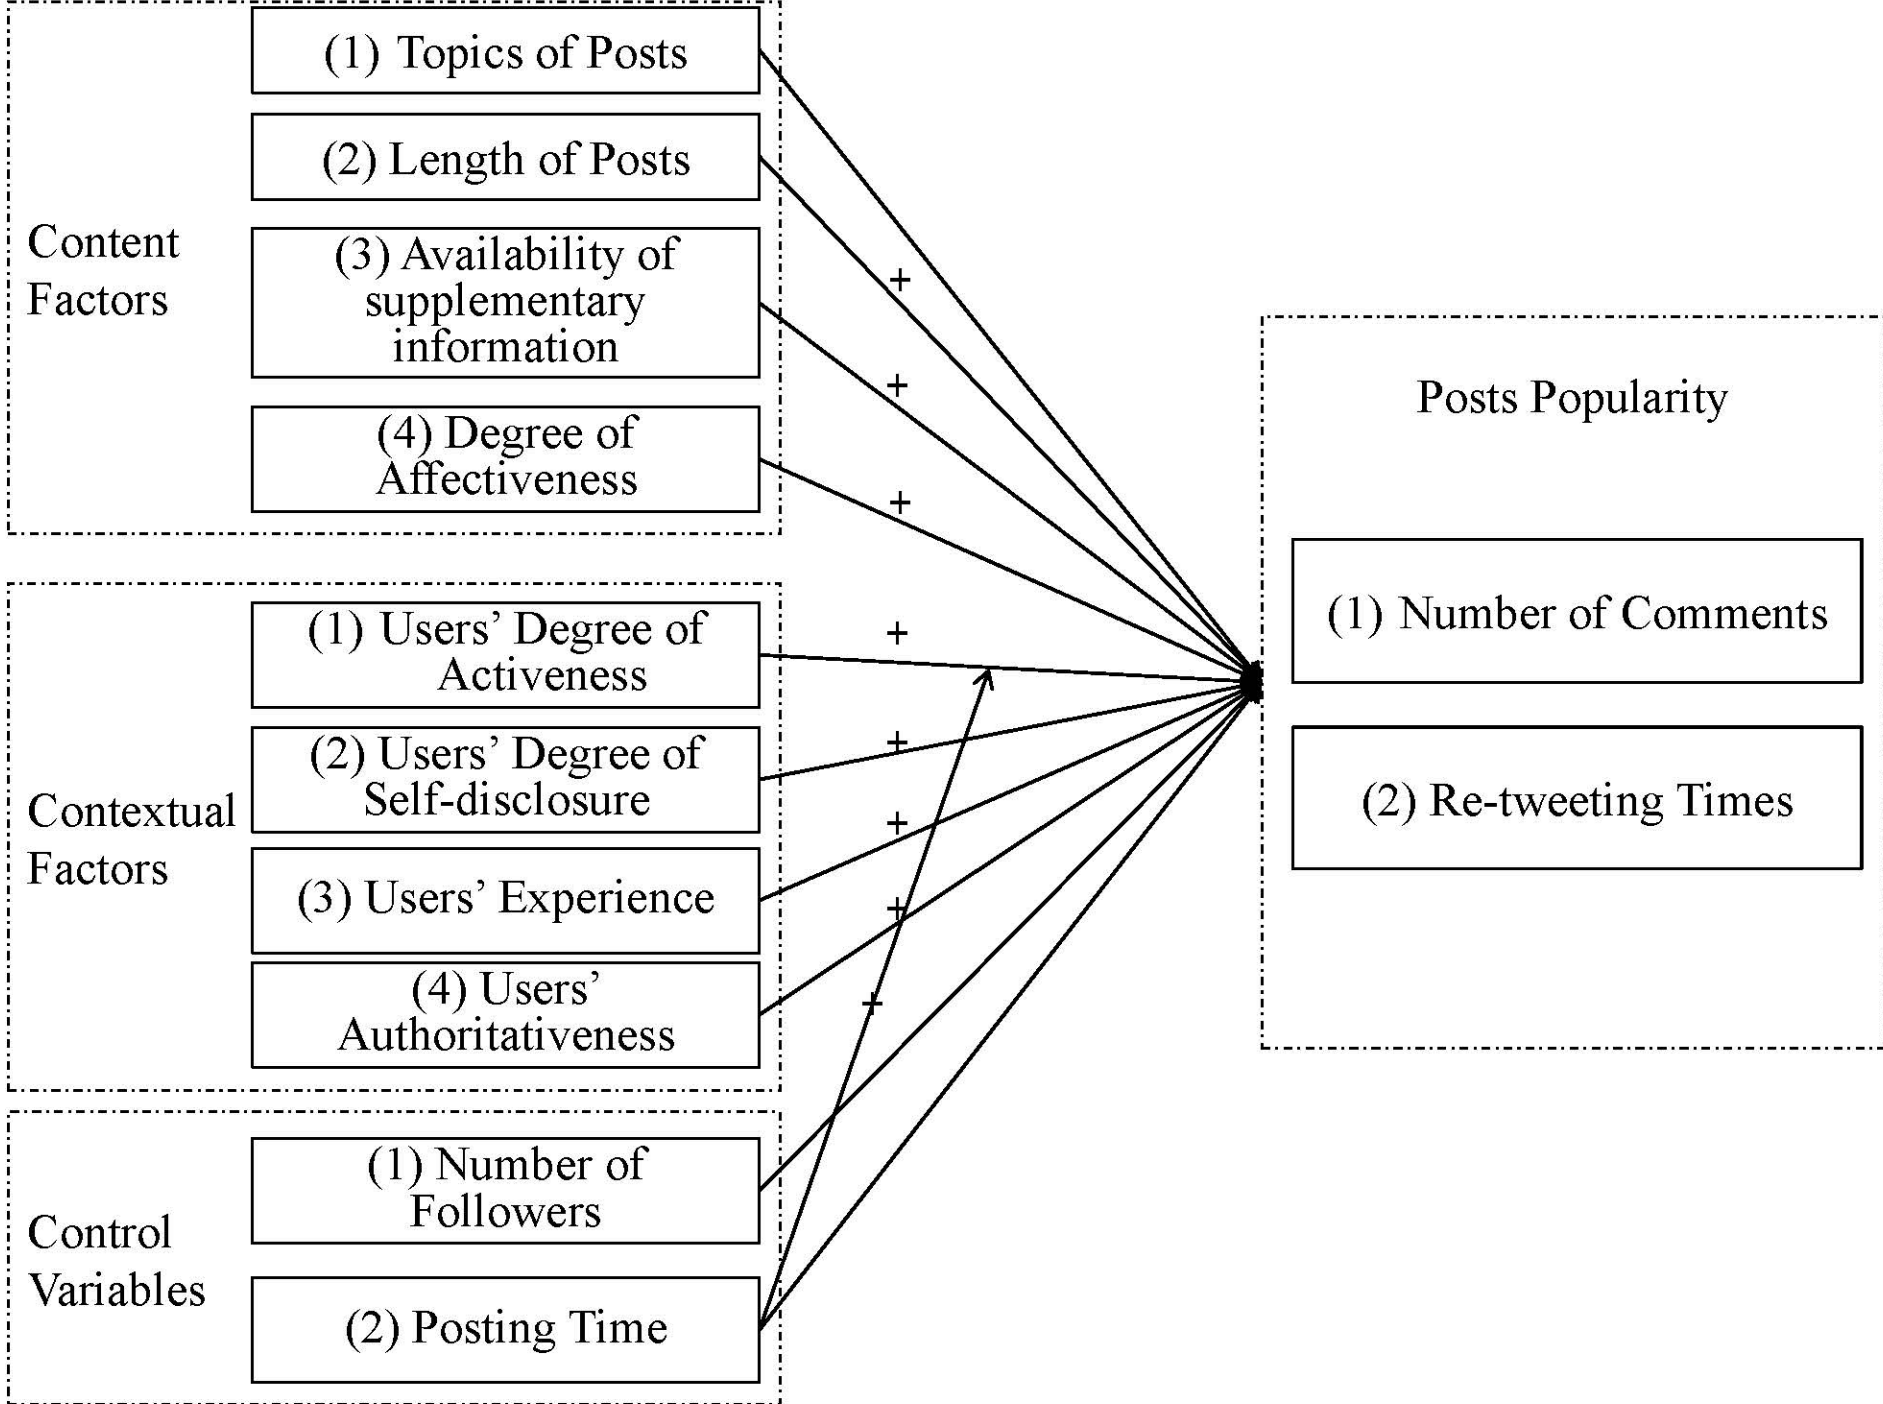 Content
Factors
(1) Topics of Posts
(2) Length of Posts
(3) Availability of
supplementary
information
(4) Degree of
Affectiveness
+
+
+
Contextual
Factors
(1) Users’ Degree of
Activeness
(2) Users’ Degree of
Self-disclosure
(3) Users’ Experience
(4) Users’
Authoritativeness
+
+
+
+
+
Control
Variables
(1) Number of
Followers
(2) Posting Time
Posts Popularity
(1) Number of Comments
(2) Re-tweeting Times